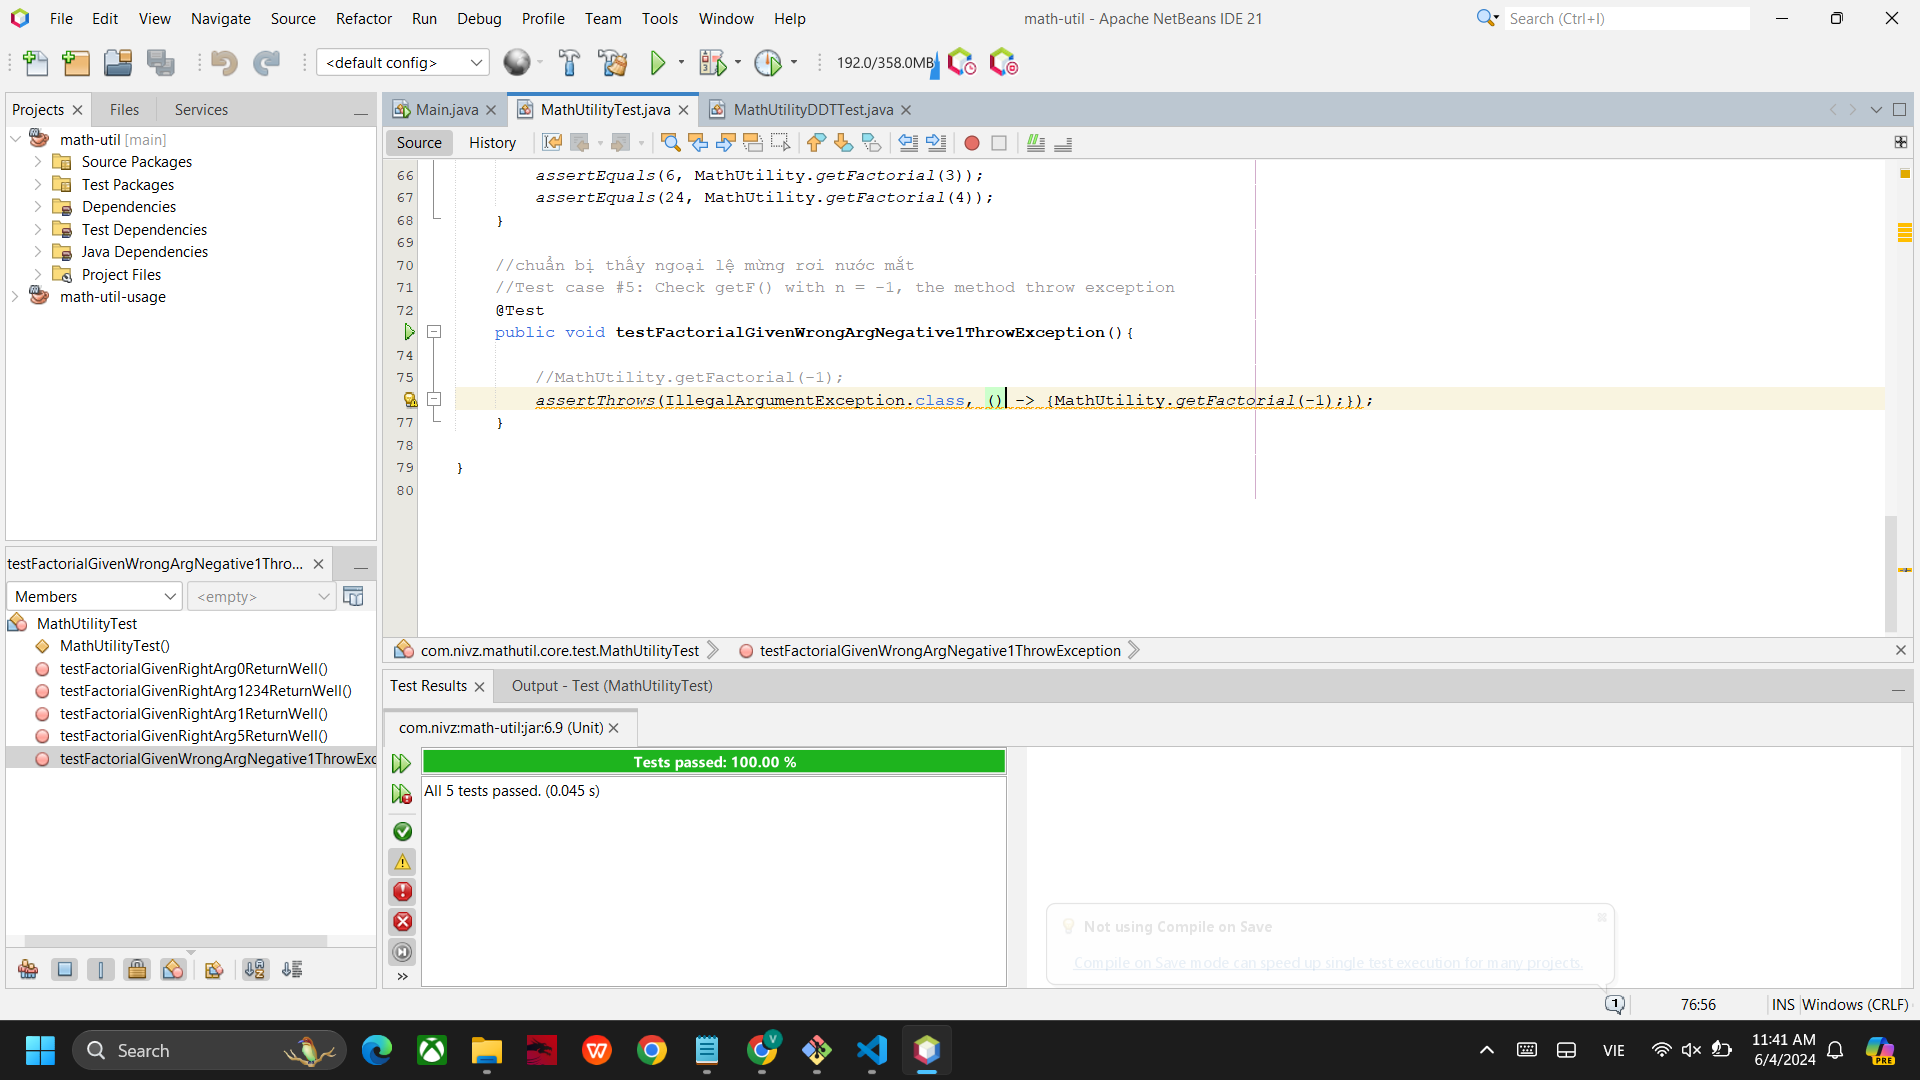 File Edit View Navigate Source Refactor Run Debug Profile Team Tools Window Help
math-util - Apache NetBeans IDE 21
Search (Ctrl+I)
<default config>
192.0/358.0MB
Projects Files Services
math-util [main]
Source Packages
Test Packages
Dependencies
Test Dependencies
Java Dependencies
Project Files
math-util-usage
Main.java MathUtilityTest.java MathUtilityDDTTest.java
Source History
66 assertEquals(6, MathUtility.getFactorial(3));
67 assertEquals(24, MathUtility.getFactorial(4));
68 }
69
70 //chuẩn bị thấy ngoại lệ mừng rơi nước mắt
71 //Test case #5: Check getF() with n = -1, the method throw exception
72 @Test
public void testFactorialGivenWrongArgNegative1ThrowException(){
74
75 //MathUtility.getFactorial(-1);
assertThrows(IllegalArgumentException.class, () -> {MathUtility.getFactorial(-1);});
77 }
78
79 }
80
testFactorialGivenWrongArgNegative1Thro...
Members <empty>
MathUtilityTest
MathUtilityTest()
testFactorialGivenRightArg0ReturnWell()
testFactorialGivenRightArg1234ReturnWell()
testFactorialGivenRightArg1ReturnWell()
testFactorialGivenRightArg5ReturnWell()
testFactorialGivenWrongArgNegative1ThrowExc
com.nivz.mathutil.core.test.MathUtilityTest testFactorialGivenWrongArgNegative1ThrowException
Test Results Output - Test (MathUtilityTest)
com.nivz:math-util:jar:6.9 (Unit)
Tests passed: 100.00 %
All 5 tests passed. (0.045 s)
Not using Compile on Save
Compile on Save mode can speed up single test execution for many projects.
1 76:56 INS Windows (CRLF)
Search
VIE
11:41 AM
6/4/2024